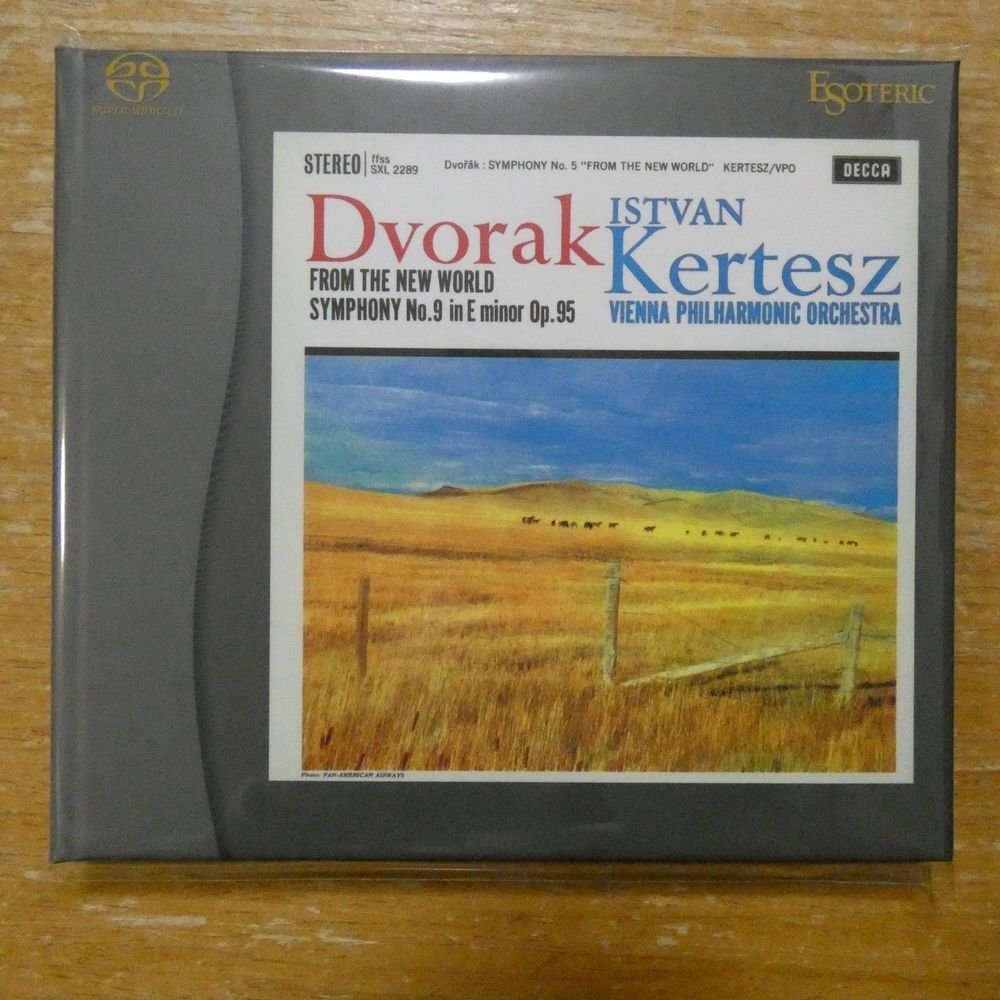 SUPER AUDIO CD
ESOTERIC
STEREO
ffss
SXL 2289
Dvořák : SYMPHONY No. 5 "FROM THE NEW WORLD" KERTESZ/VPO
DECCA
Dvorak
FROM THE NEW WORLD
SYMPHONY No.9 in E minor Op.95
ISTVAN
Kertesz
VIENNA PHILHARMONIC ORCHESTRA
Photo: PAN-AMERICAN AIRWAYS